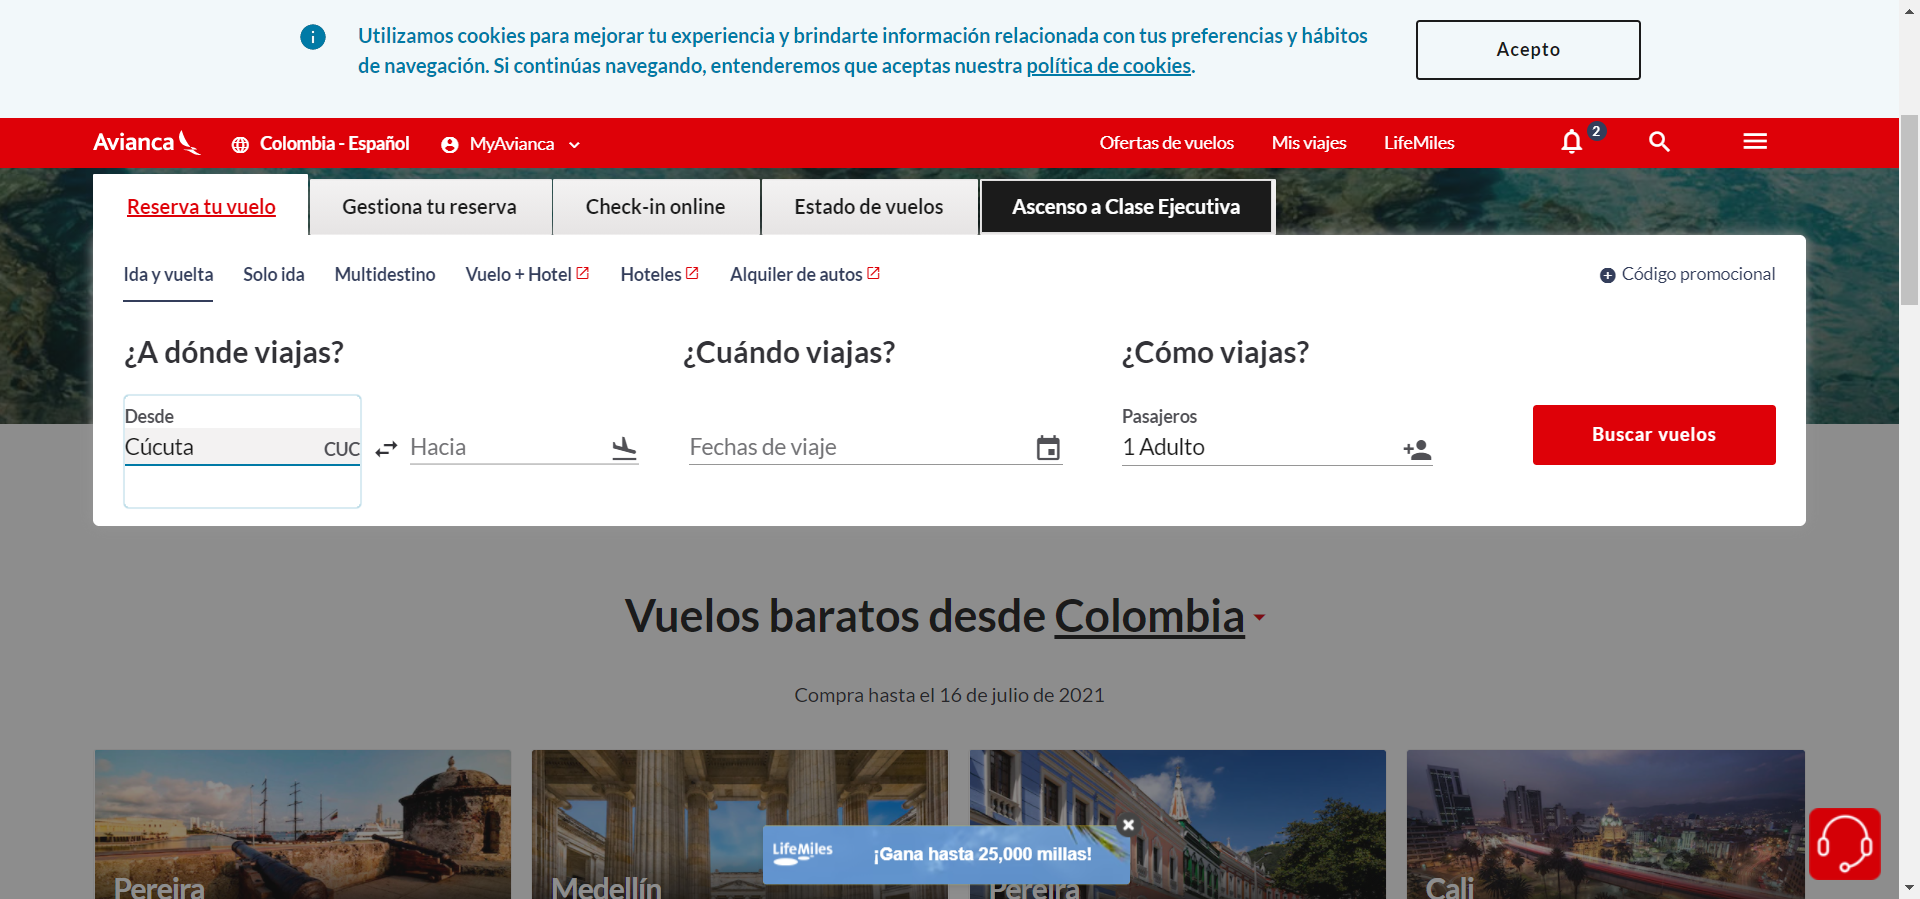 Utilizamos cookies para mejorar tu experiencia y brindarte información relacionada con tus preferencias y hábitos
de navegación. Si continúas navegando, entenderemos que aceptas nuestra política de cookies.
Acepto
Avianca
Colombia - Español
MyAvianca
Ofertas de vuelos
Mis viajes
LifeMiles
2
Reserva tu vuelo
Gestiona tu reserva
Check-in online
Estado de vuelos
Ascenso a Clase Ejecutiva
Ida y vuelta
Solo ida
Multidestino
Vuelo + Hotel
Hoteles
Alquiler de autos
Código promocional
¿A dónde viajas?
¿Cuándo viajas?
¿Cómo viajas?
Desde
Cúcuta
CUC
Hacia
Fechas de viaje
Pasajeros
1 Adulto
Buscar vuelos
Vuelos baratos desde Colombia
Compra hasta el 16 de julio de 2021
LifeMiles
¡Gana hasta 25,000 millas!
Pereira
Medellín
Pereira
Cali